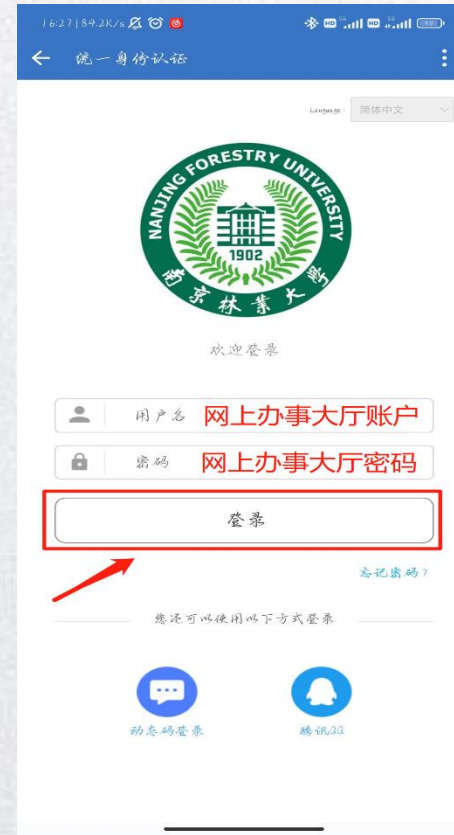 16:27|84.2K/s
统一身份认证
Language: 简体中文
NANJING FORESTRY UNIVERSITY
1902
南京林業大學
欢迎登录
用户名 网上办事大厅账户
密码 网上办事大厅密码
登录
忘记密码？
您还可以使用以下方式登录
动态码登录 腾讯QQ